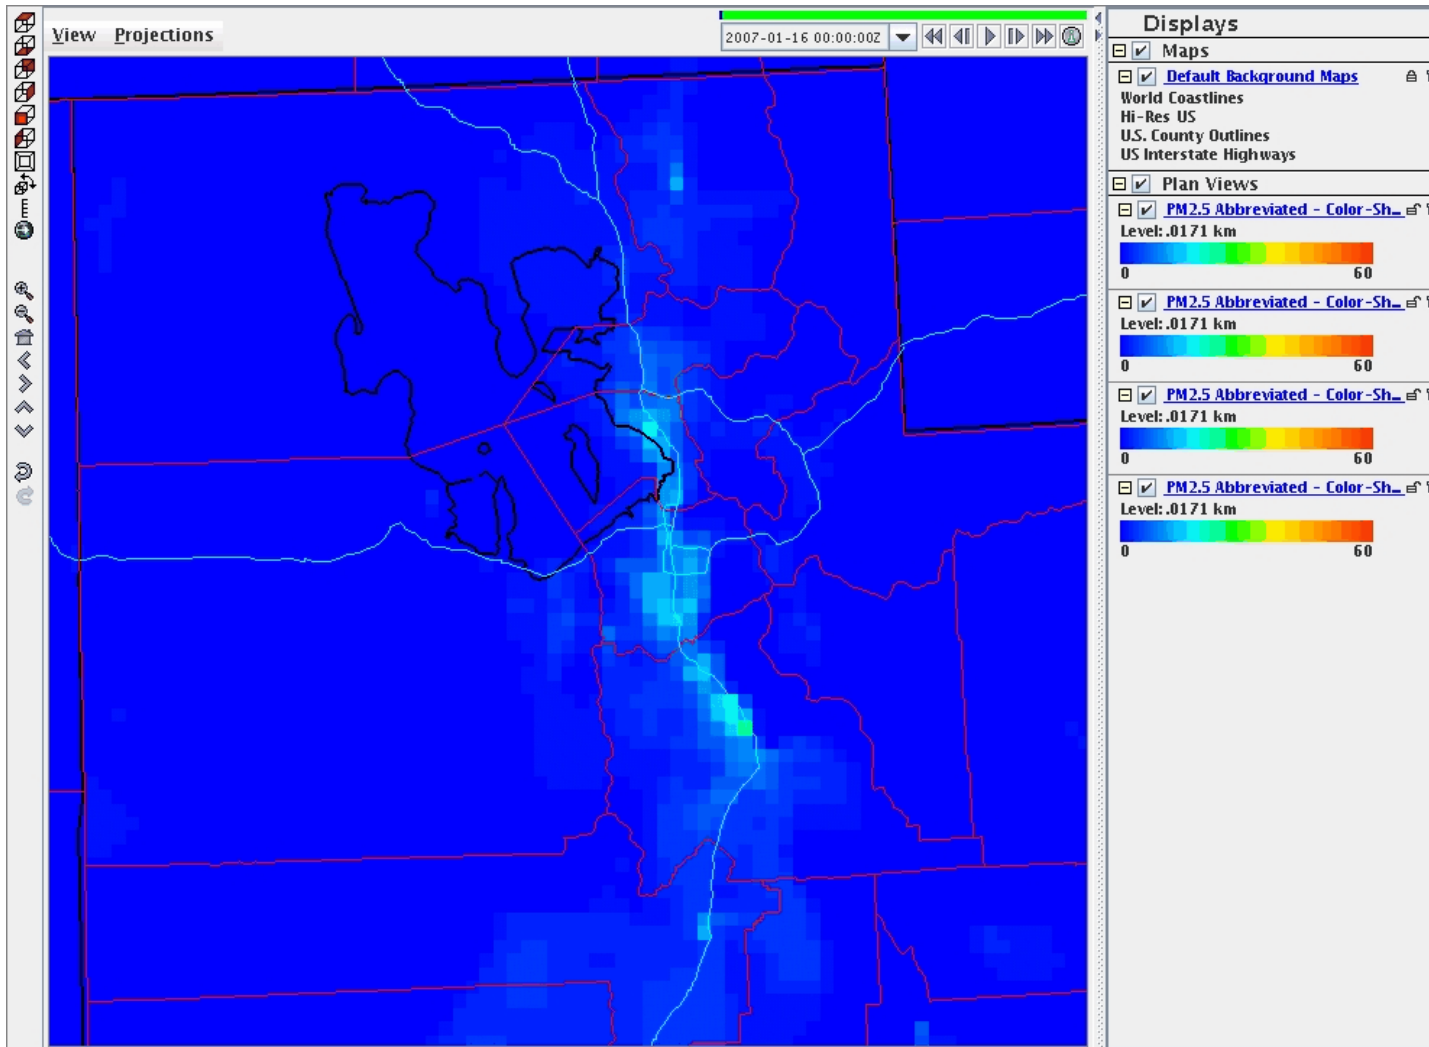 View Projections
2007-01-16 00:00:00Z
Displays
Maps
Default Background Maps
World Coastlines
Hi-Res US
U.S. County Outlines
US Interstate Highways
Plan Views
PM2.5 Abbreviated - Color-Sh...
Level: .0171 km
0 60
PM2.5 Abbreviated - Color-Sh...
Level: .0171 km
0 60
PM2.5 Abbreviated - Color-Sh...
Level: .0171 km
0 60
PM2.5 Abbreviated - Color-Sh...
Level: .0171 km
0 60